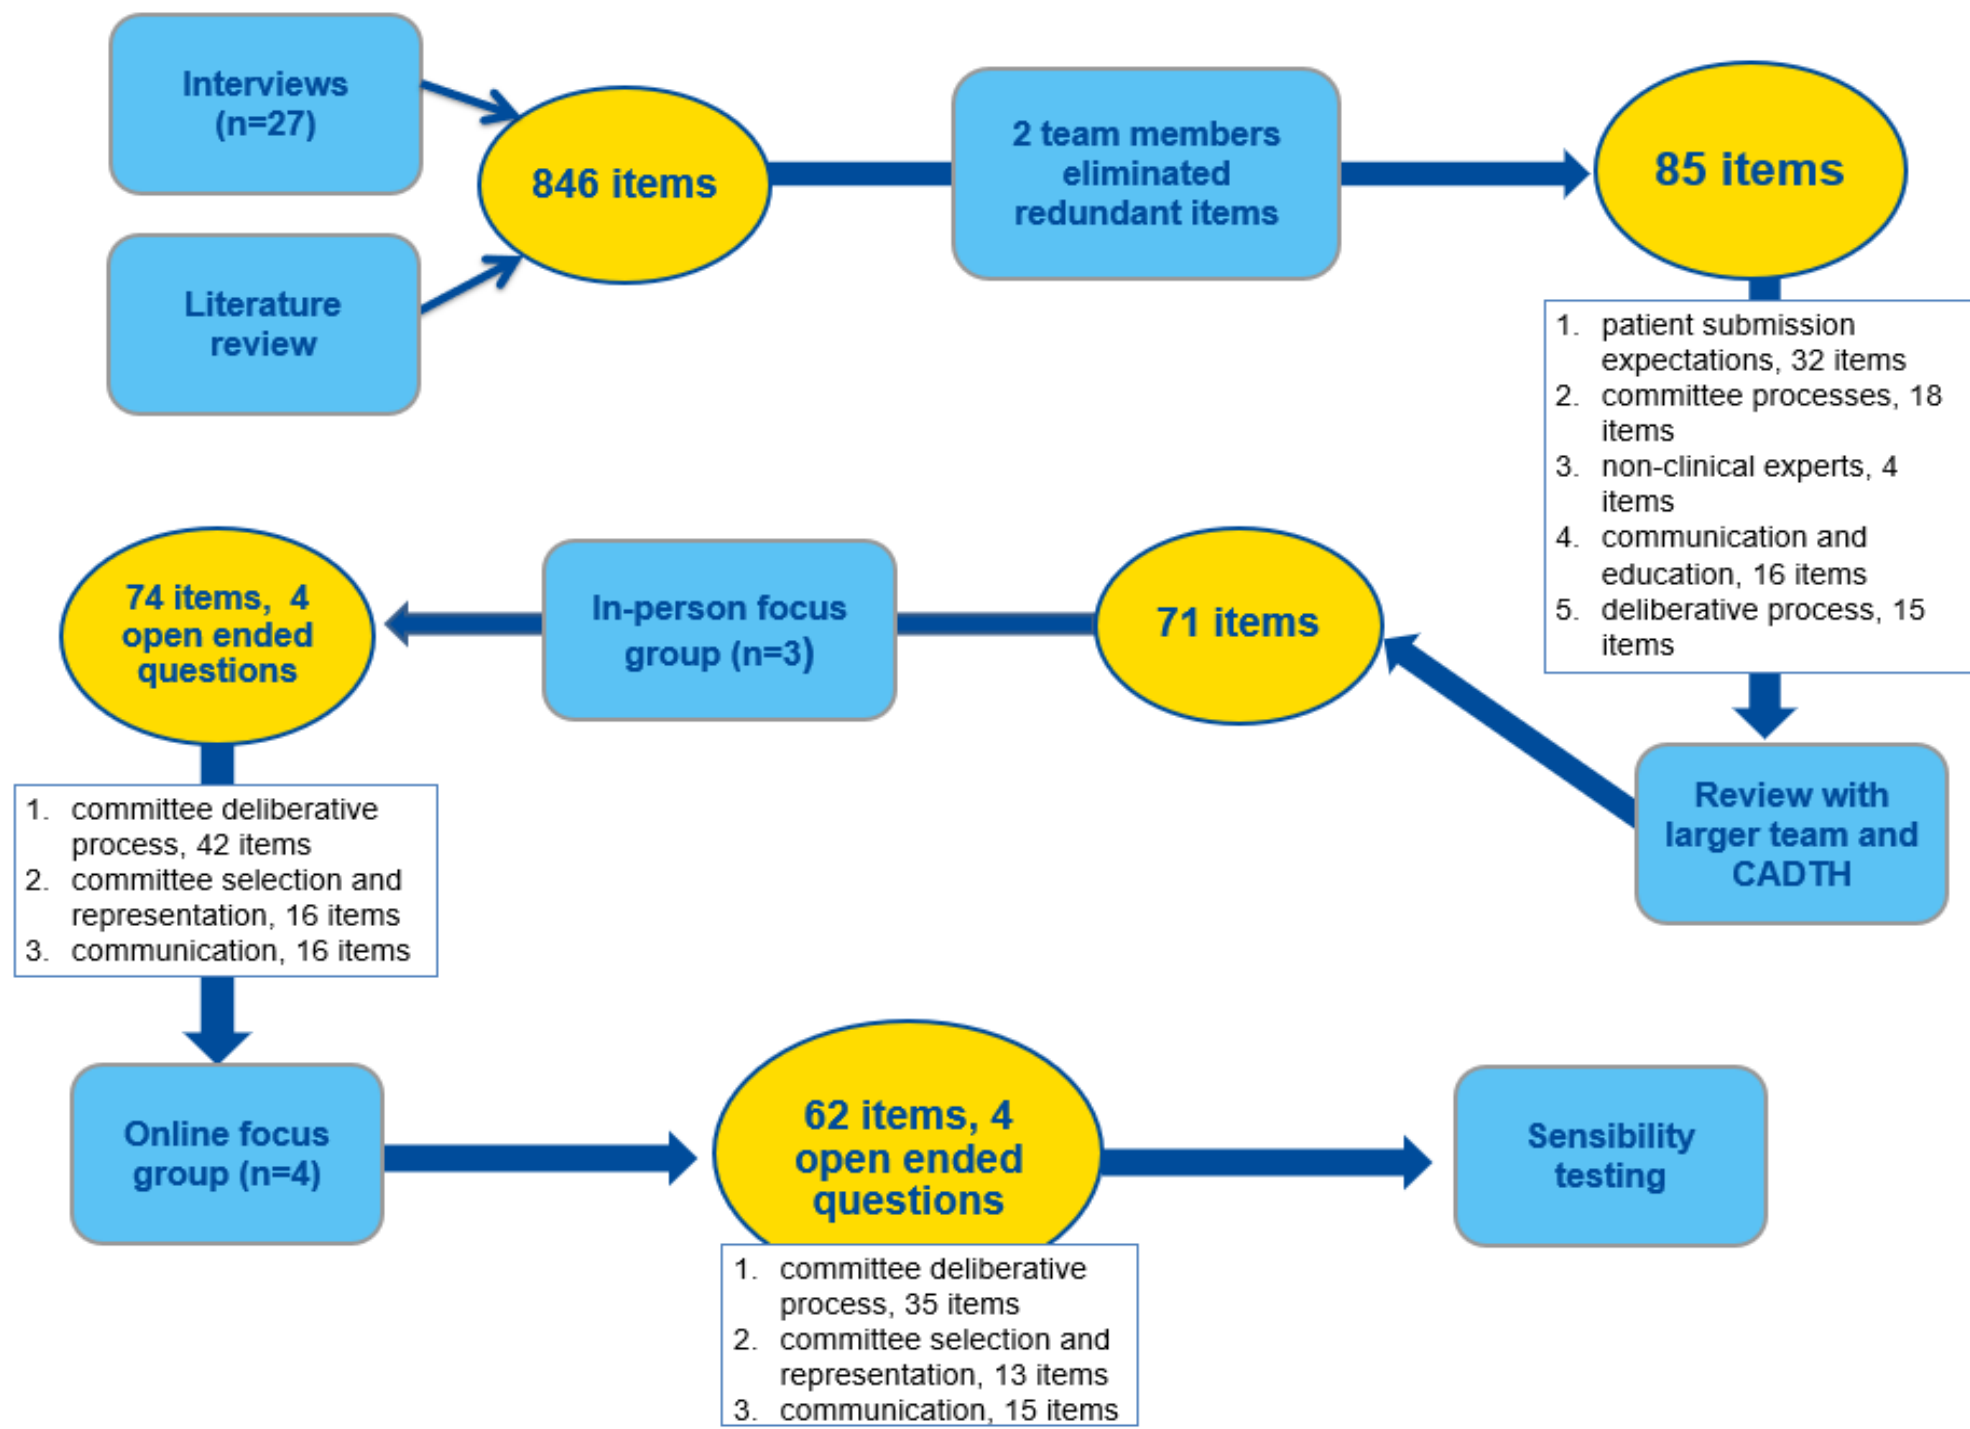 Interviews
(n=27)
Literature
review
846 items
2 team members
eliminated
redundant items
85 items
1. patient submission
expectations, 32 items
2. committee processes, 18
items
3. non-clinical experts, 4
items
4. communication and
education, 16 items
5. deliberative process, 15
items
Review with
larger team and
CADTH
71 items
In-person focus
group (n=3)
74 items, 4
open ended
questions
1. committee deliberative
process, 42 items
2. committee selection and
representation, 16 items
3. communication, 16 items
Online focus
group (n=4)
62 items, 4
open ended
questions
1. committee deliberative
process, 35 items
2. committee selection and
representation, 13 items
3. communication, 15 items
Sensibility
testing